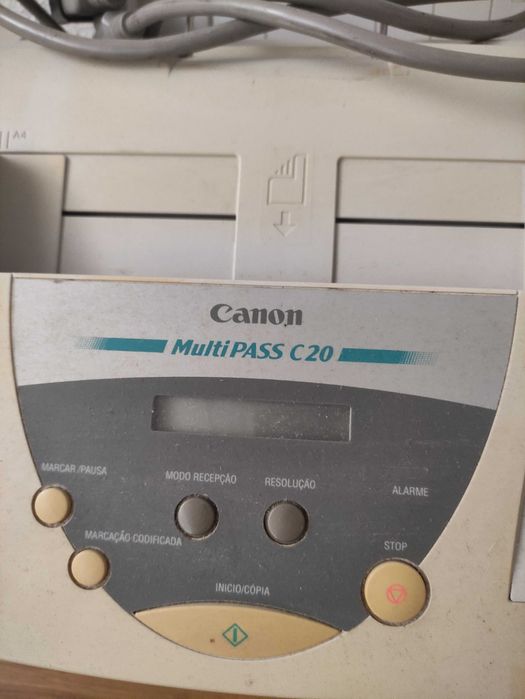 A4
Canon
MultiPASS C20
MARCAR/PAUSA
MODO RECEPÇÃO
RESOLUÇÃO
ALARME
MARCAÇÃO CODIFICADA
STOP
INICIO/CÓPIA